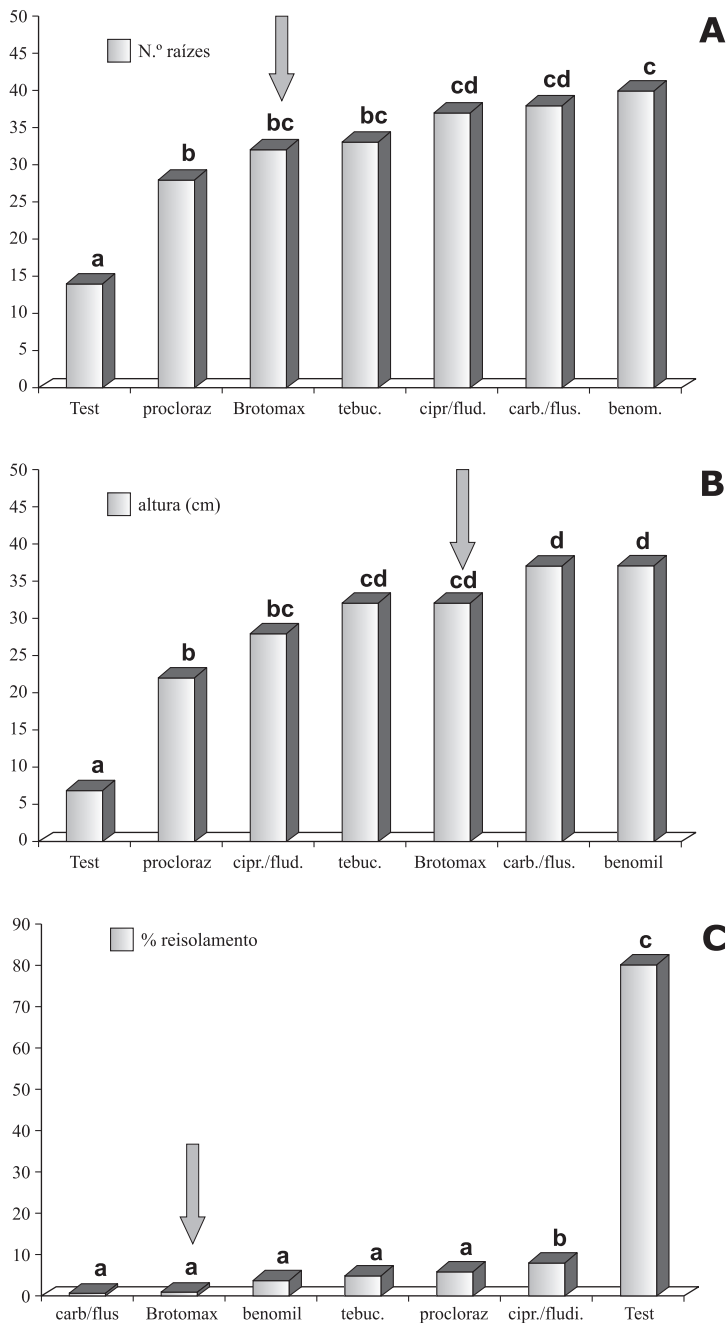 A
N.º raízes
50
45
40
35
30
25
20
15
10
5
0
a
b
bc
bc
cd
cd
c
Test procloraz Brotomax tebuc. cipr/flud. carb./flus. benom.
B
altura (cm)
50
45
40
35
30
25
20
15
10
5
0
a
b
bc
cd
cd
d
d
Test procloraz cipr./flud. tebuc. Brotomax carb./flus. benomil
C
% reisolamento
90
80
70
60
50
40
30
20
10
0
a
a
a
a
a
b
c
carb/flus Brotomax benomil tebuc. procloraz cipr./fludi. Test